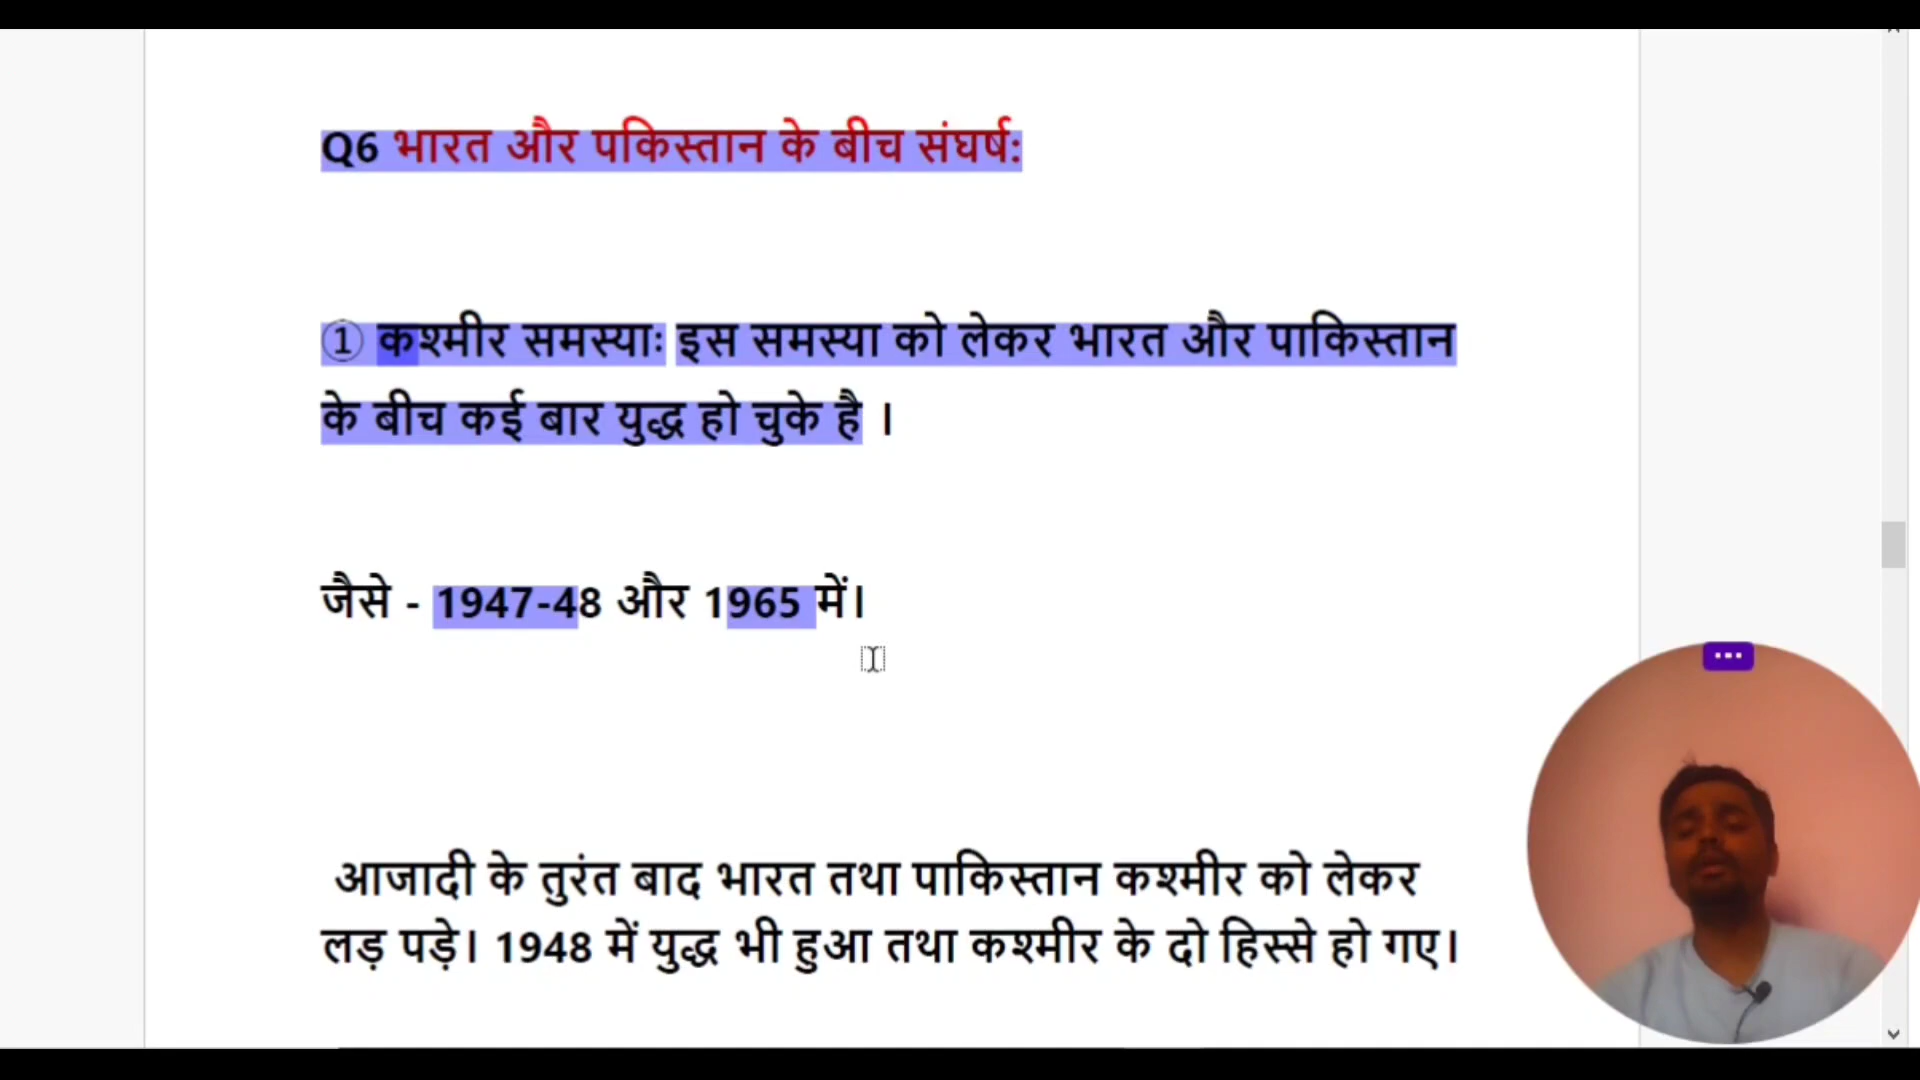 Q6 भारत और पकिस्तान के बीच संघर्ष:
① कश्मीर समस्याः इस समस्या को लेकर भारत और पाकिस्तान
के बीच कई बार युद्ध हो चुके है ।
जैसे - 1947-48 और 1965 में।
आजादी के तुरंत बाद भारत तथा पाकिस्तान कश्मीर को लेकर
लड़ पड़े। 1948 में युद्ध भी हुआ तथा कश्मीर के दो हिस्से हो गए।